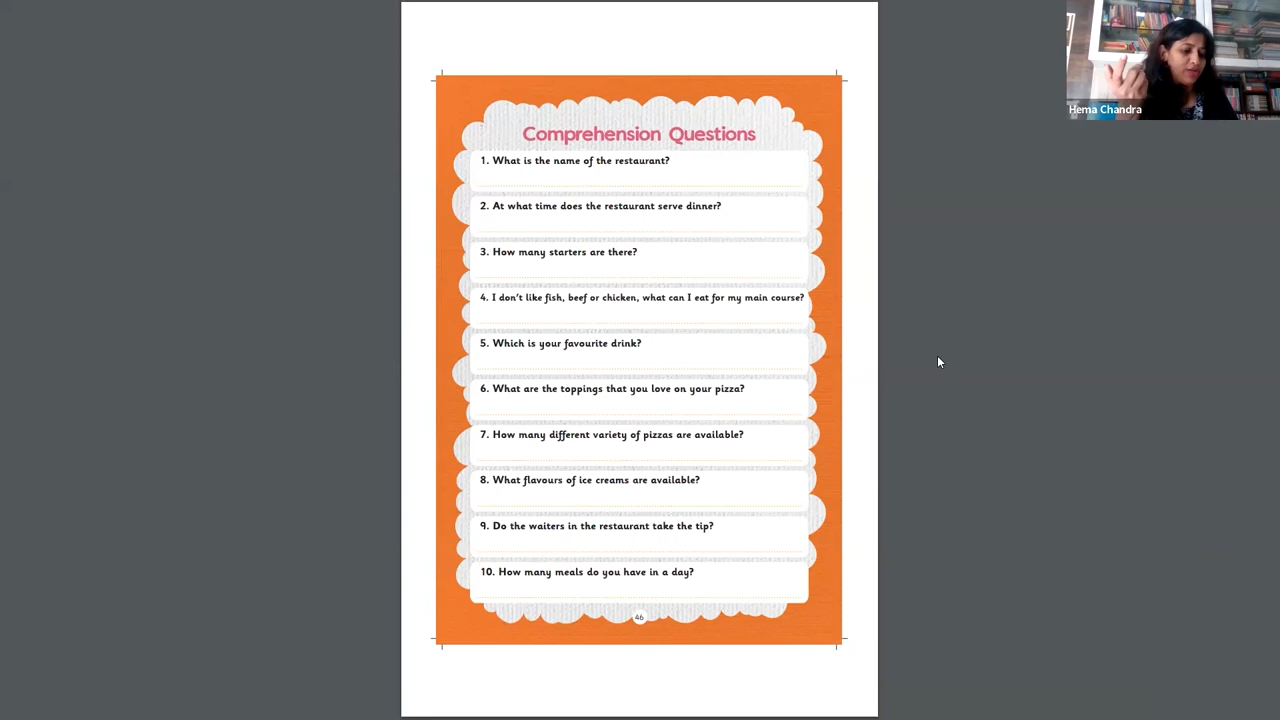 Comprehension Questions
1. What is the name of the restaurant?
2. At what time does the restaurant serve dinner?
3. How many starters are there?
4. I don't like fish, beef or chicken, what can I eat for my main course?
5. Which is your favourite drink?
6. What are the toppings that you love on your pizza?
7. How many different variety of pizzas are available?
8. What flavours of ice creams are available?
9. Do the waiters in the restaurant take the tip?
10. How many meals do you have in a day?
46
Hema Chandra